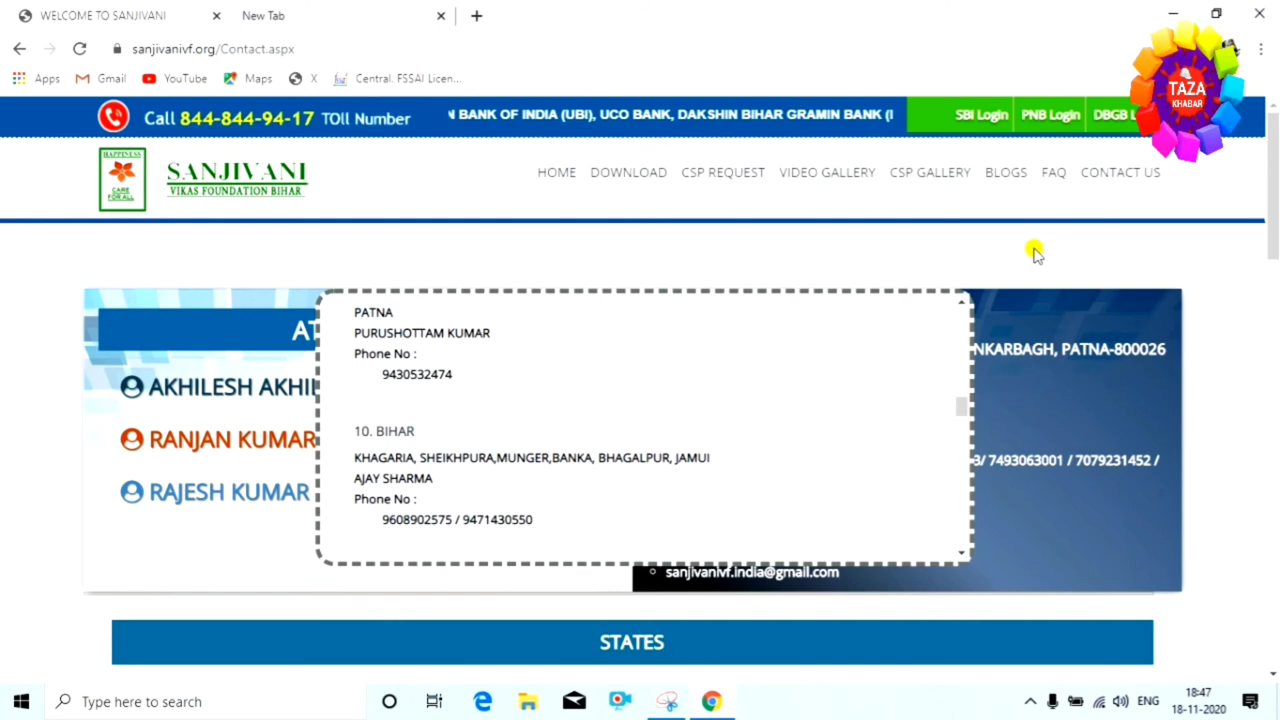 WELCOME TO SANJIVANI
New Tab
sanjivanivf.org/Contact.aspx
Apps
Gmail
YouTube
Maps
X
Central. FSSAI Licen...
TAZA
KHABAR
Call 844-844-94-17 TOll Number
N BANK OF INDIA (UBI), UCO BANK, DAKSHIN BIHAR GRAMIN BANK (
SBI Login
PNB Login
DBGB L
HAPPINESS
CARE
FOR ALL
SANJIVANI
VIKAS FOUNDATION BIHAR
HOME
DOWNLOAD
CSP REQUEST
VIDEO GALLERY
CSP GALLERY
BLOGS
FAQ
CONTACT US
AT
AKHILESH AKHIL
RANJAN KUMAR
RAJESH KUMAR
PATNA
PURUSHOTTAM KUMAR
Phone No :
9430532474
10. BIHAR
KHAGARIA, SHEIKHPURA,MUNGER,BANKA, BHAGALPUR, JAMUI
AJAY SHARMA
Phone No :
9608902575 / 9471430550
NKARBAGH, PATNA-800026
3/ 7493063001 / 7079231452 /
sanjivanivf.india@gmail.com
STATES
Type here to search
ENG
18:47
18-11-2020